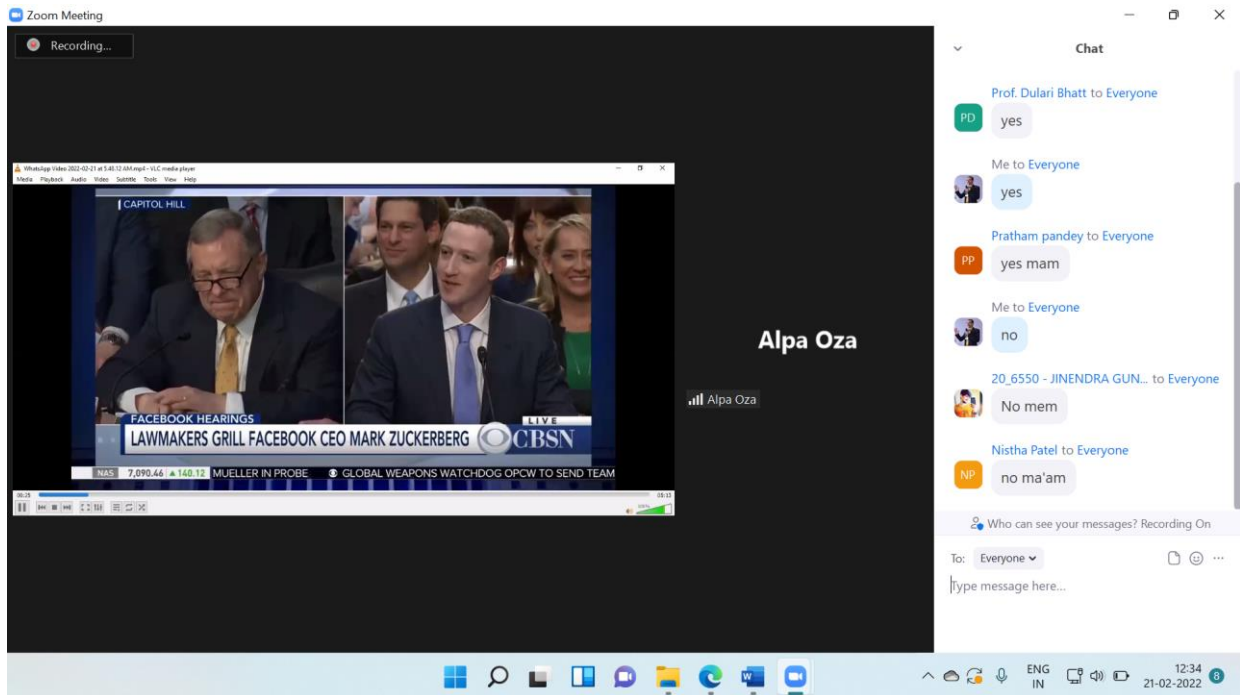 Zoom Meeting
Recording...
WhatsApp Video 2022-02-21 at 5.40.12 AM.mp4 - VLC media player
Media Playback Audio Video Subtitle Tools View Help
CAPITOL HILL
FACEBOOK HEARINGS
LIVE
LAWMAKERS GRILL FACEBOOK CEO MARK ZUCKERBERG
CBSN
NAS 7,090.46 ▲ 140.12 MUELLER IN PROBE GLOBAL WEAPONS WATCHDOG OPCW TO SEND TEAM
00:25
Alpa Oza
Alpa Oza
Chat
Prof. Dulari Bhatt to Everyone
PD
yes
Me to Everyone
yes
Pratham pandey to Everyone
PP
yes mam
Me to Everyone
no
20_6550 - JINENDRA GUN... to Everyone
No mem
Nistha Patel to Everyone
NP
no ma'am
Who can see your messages? Recording On
To: Everyone
Type message here...
ENG
IN
12:34
21-02-2022
8